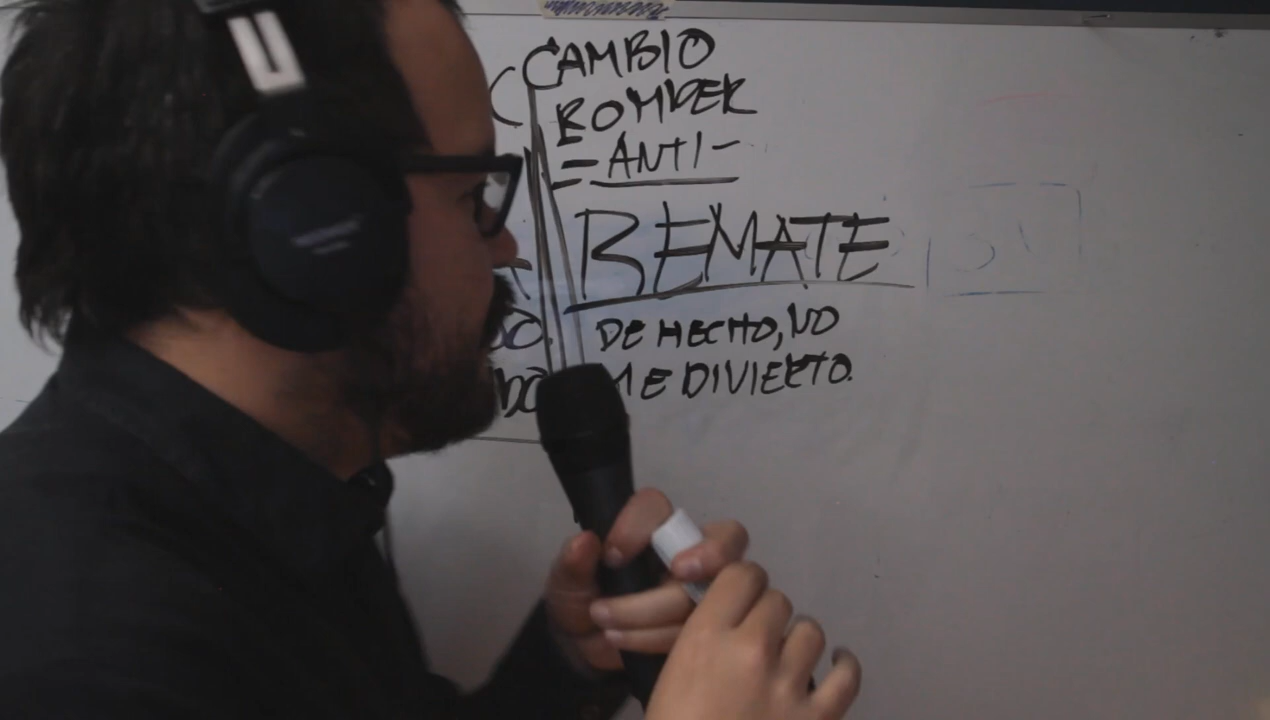 CAMBIO
ROMPER
=ANTI-
REMATE
DE HECHO, NO
ME DIVIERTO.